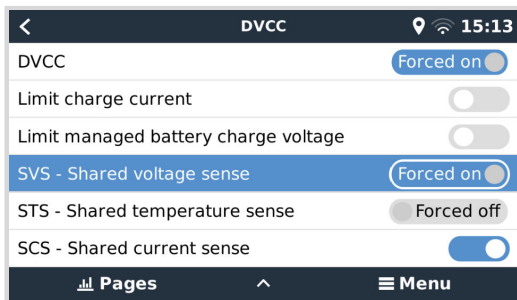 DVCC 15:13
DVCC Forced on
Limit charge current
Limit managed battery charge voltage
SVS - Shared voltage sense Forced on
STS - Shared temperature sense Forced off
SCS - Shared current sense
Pages Menu